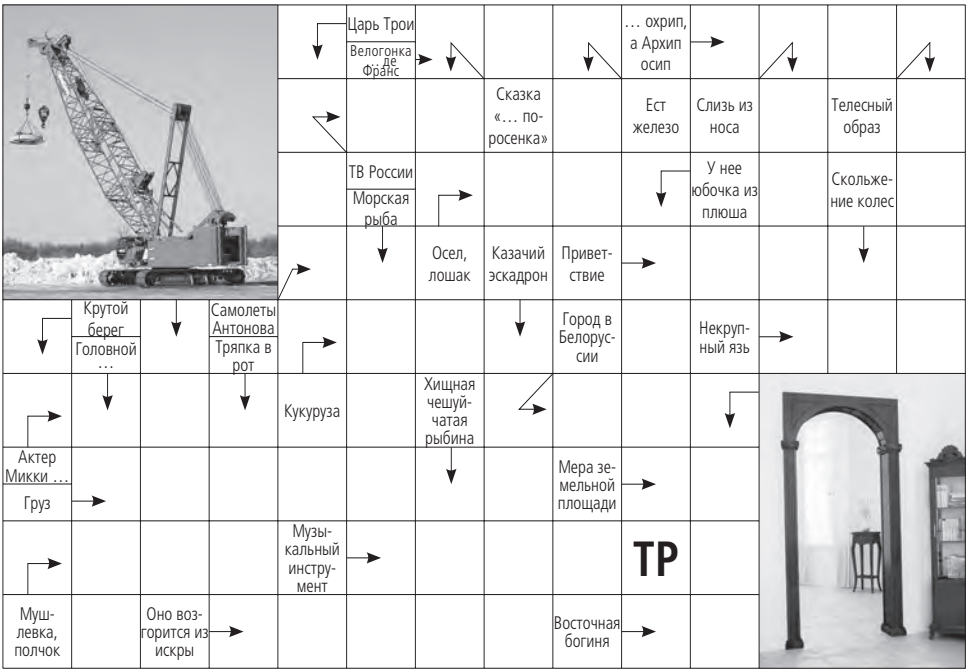 Царь Трои
Велогонка
... де
Франс
... охрип,
а Архип
осип
Сказка
«... по-
росенка»
Ест
железо
Слизь из
носа
Телесный
образ
ТВ России
Морская
рыба
У нее
юбочка из
плюша
Скольже-
ние колес
Осел,
лошак
Казачий
эскадрон
Привет-
ствие
Крутой
берег
Головной
...
Самолеты
Антонова
Тряпка в
рот
Город в
Белорус-
сии
Некруп-
ный язь
Кукуруза
Хищная
чешуй-
чатая
рыбина
Актер
Микки ...
Груз
Мера зе-
мельной
площади
Музы-
кальный
инстру-
мент
ТР
Муш-
левка,
полчок
Оно воз-
горится из
искры
Восточная
богиня